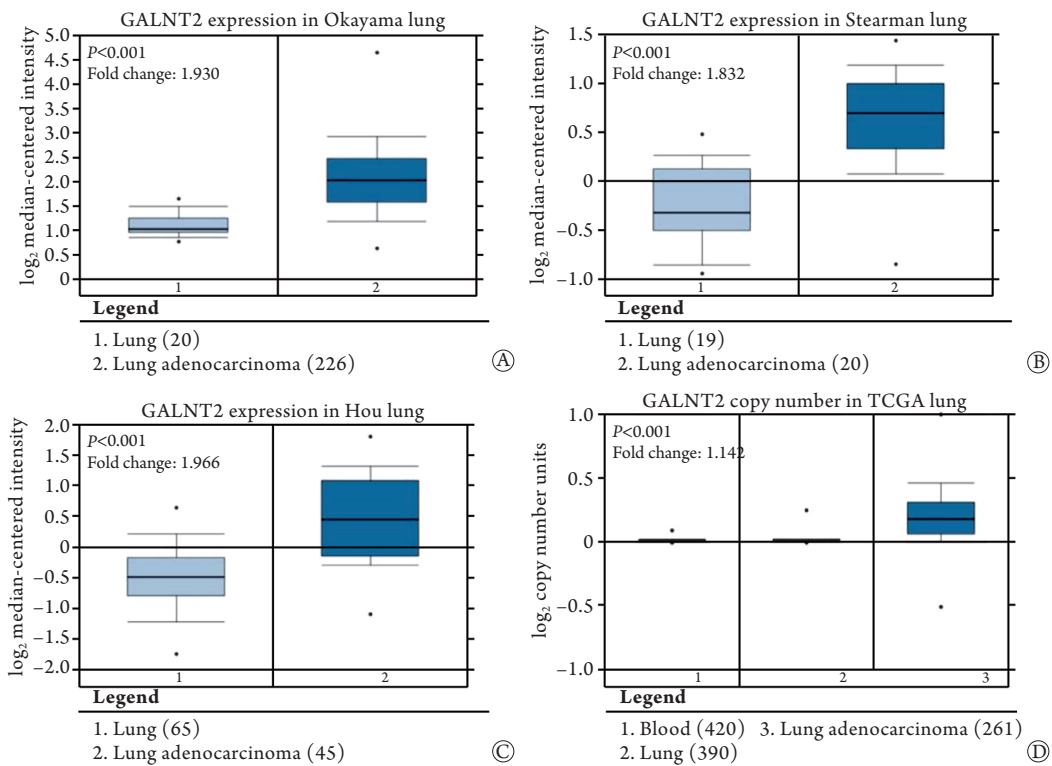 GALNT2 expression in Okayama lung
log₂ median-centered intensity
5.0
4.5
4.0
3.5
3.0
2.5
2.0
1.5
1.0
0.5
0
P<0.001
Fold change: 1.930
1
2
Legend
1. Lung (20)
2. Lung adenocarcinoma (226)
Ⓐ
GALNT2 expression in Stearman lung
log₂ median-centered intensity
1.5
1.0
0.5
0
−0.5
−1.0
P<0.001
Fold change: 1.832
1
2
Legend
1. Lung (19)
2. Lung adenocarcinoma (20)
Ⓑ
GALNT2 expression in Hou lung
log₂ median-centered intensity
2.0
1.5
1.0
0.5
0
−0.5
−1.0
−1.5
−2.0
P<0.001
Fold change: 1.966
1
2
Legend
1. Lung (65)
2. Lung adenocarcinoma (45)
Ⓒ
GALNT2 copy number in TCGA lung
log₂ copy number units
1.0
0.5
0
−0.5
−1.0
P<0.001
Fold change: 1.142
1
2
3
Legend
1. Blood (420) 3. Lung adenocarcinoma (261)
2. Lung (390)
Ⓓ